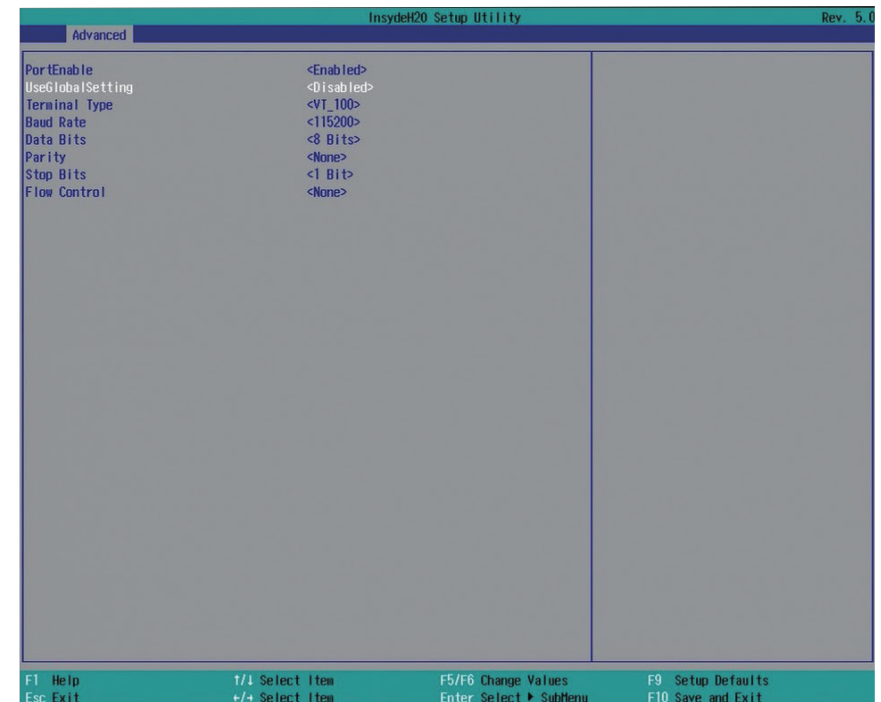 InsydeH20 Setup Utility Rev. 5.0
Advanced
PortEnable <Enabled>
UseGlobalSetting <Disabled>
Terminal Type <VT_100>
Baud Rate <115200>
Data Bits <8 Bits>
Parity <None>
Stop Bits <1 Bit>
Flow Control <None>
F1 Help ↑/↓ Select Item F5/F6 Change Values F9 Setup Defaults
Esc Exit ←/→ Select Item Enter Select ▶ SubMenu F10 Save and Exit